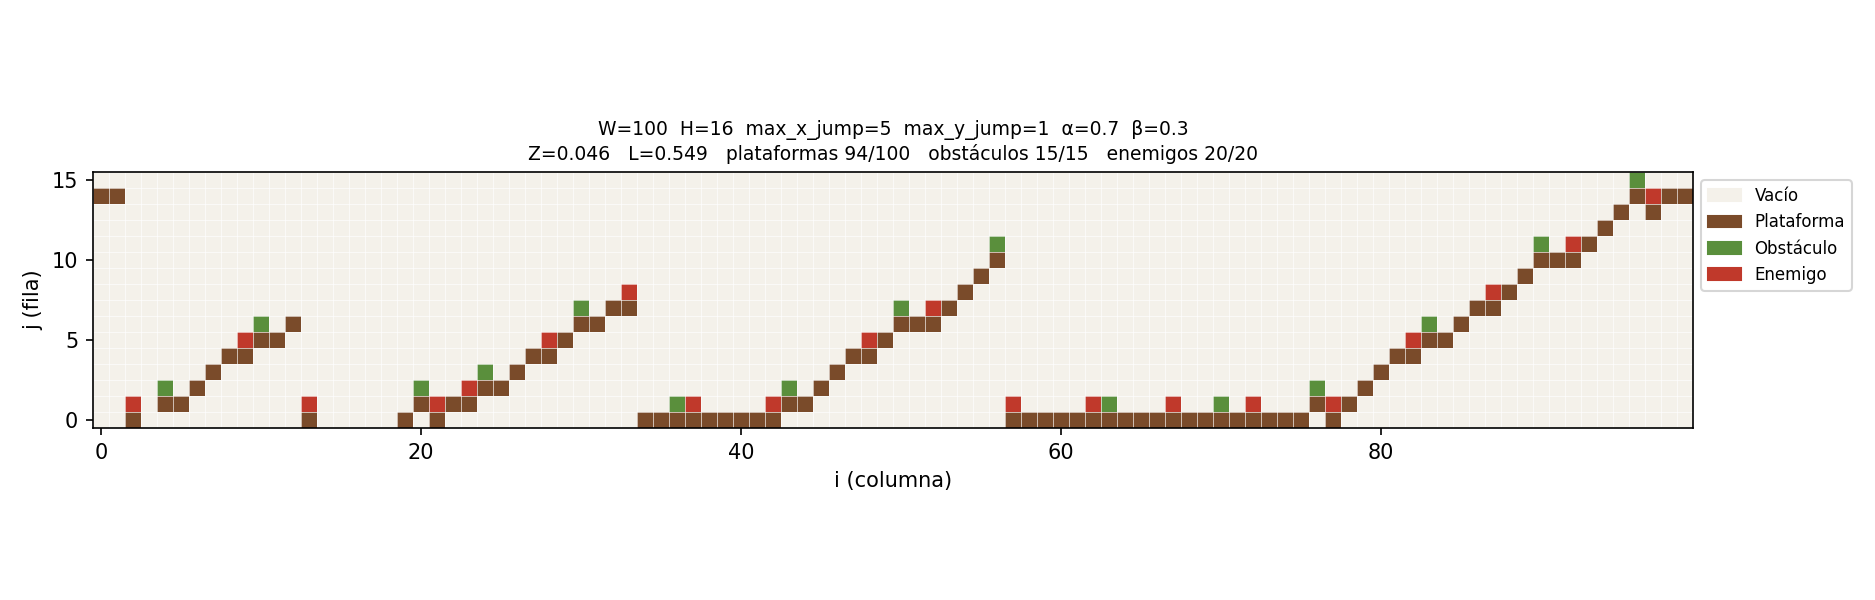 W=100 H=16 max_x_jump=5 max_y_jump=1 α=0.7 β=0.3
Z=0.046 L=0.549 plataformas 94/100 obstáculos 15/15 enemigos 20/20
15
10
5
0
j (fila)
0 20 40 60 80
i (columna)
Vacío
Plataforma
Obstáculo
Enemigo